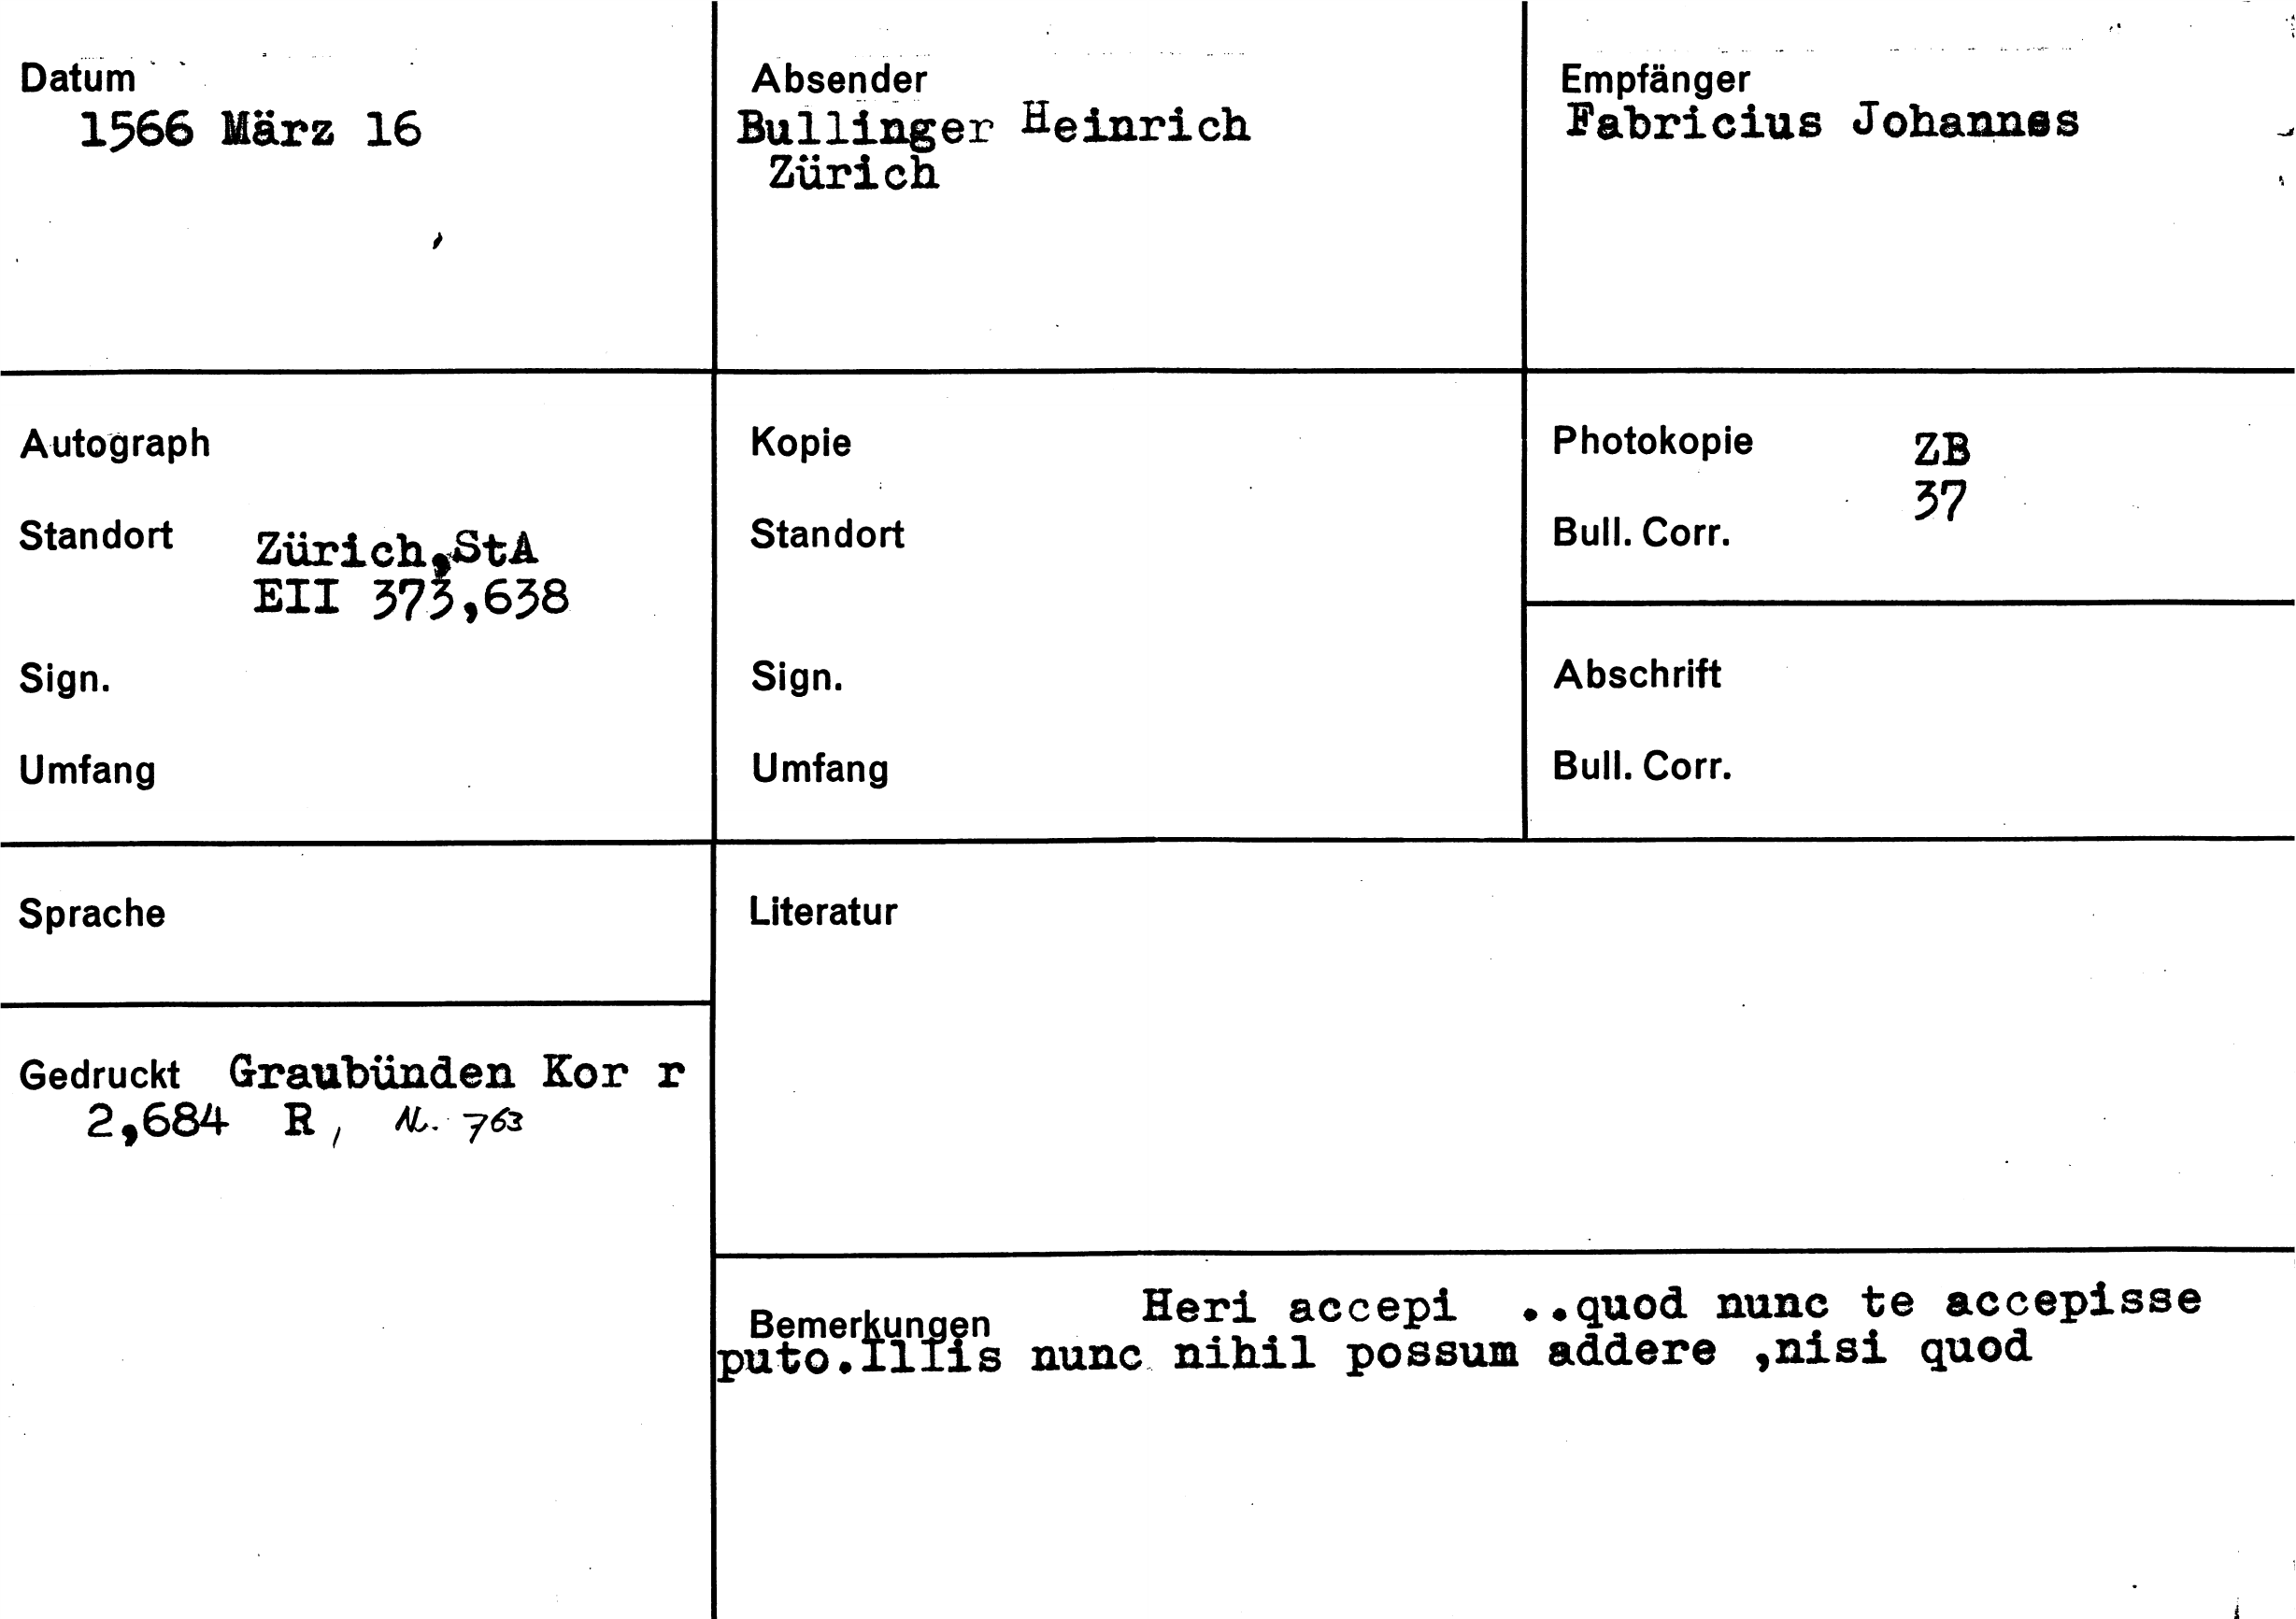 Datum
1566 März 16
Absender
Bullinger Heinrich
Zürich
Empfänger
Fabricius Johannes
Autograph
Standort Zürich,StA
EII 373,638
Sign.
Umfang
Kopie
Standort
Sign.
Umfang
Photokopie ZB
37
Bull. Corr.
Abschrift
Bull. Corr.
Sprache
Gedruckt Graubünden Kor r
2,684 R, Nr. 763
Literatur
Bemerkungen Heri accepi ..quod nunc te accepisse
puto.Illis nunc nihil possum addere ,nisi quod